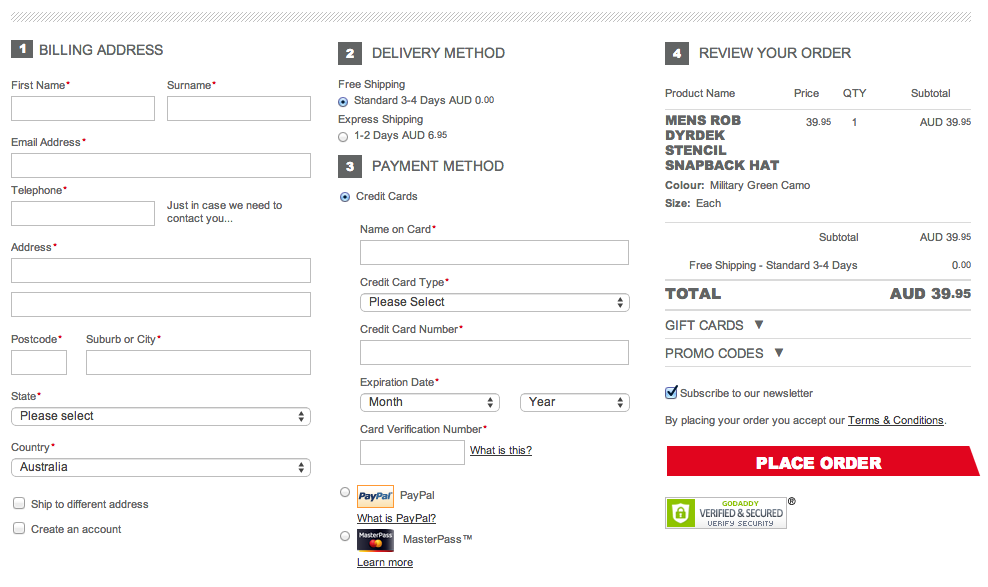 1 BILLING ADDRESS
First Name*
Surname*
Email Address*
Telephone*
Just in case we need to
contact you...
Address*
Postcode*
Suburb or City*
State*
Please select
Country*
Australia
Ship to different address
Create an account
2 DELIVERY METHOD
Free Shipping
Standard 3-4 Days AUD 0.00
Express Shipping
1-2 Days AUD 6.95
3 PAYMENT METHOD
Credit Cards
Name on Card*
Credit Card Type*
Please Select
Credit Card Number*
Expiration Date*
Month
Year
Card Verification Number*
What is this?
PayPal PayPal
What is PayPal?
MasterPass MasterPass™
Learn more
4 REVIEW YOUR ORDER
Product Name Price QTY Subtotal
MENS ROB 39.95 1 AUD 39.95
DYRDEK
STENCIL
SNAPBACK HAT
Colour: Military Green Camo
Size: Each
Subtotal AUD 39.95
Free Shipping - Standard 3-4 Days 0.00
TOTAL AUD 39.95
GIFT CARDS ▼
PROMO CODES ▼
Subscribe to our newsletter
By placing your order you accept our Terms & Conditions.
PLACE ORDER
GODADDY ®
VERIFIED & SECURED
VERIFY SECURITY